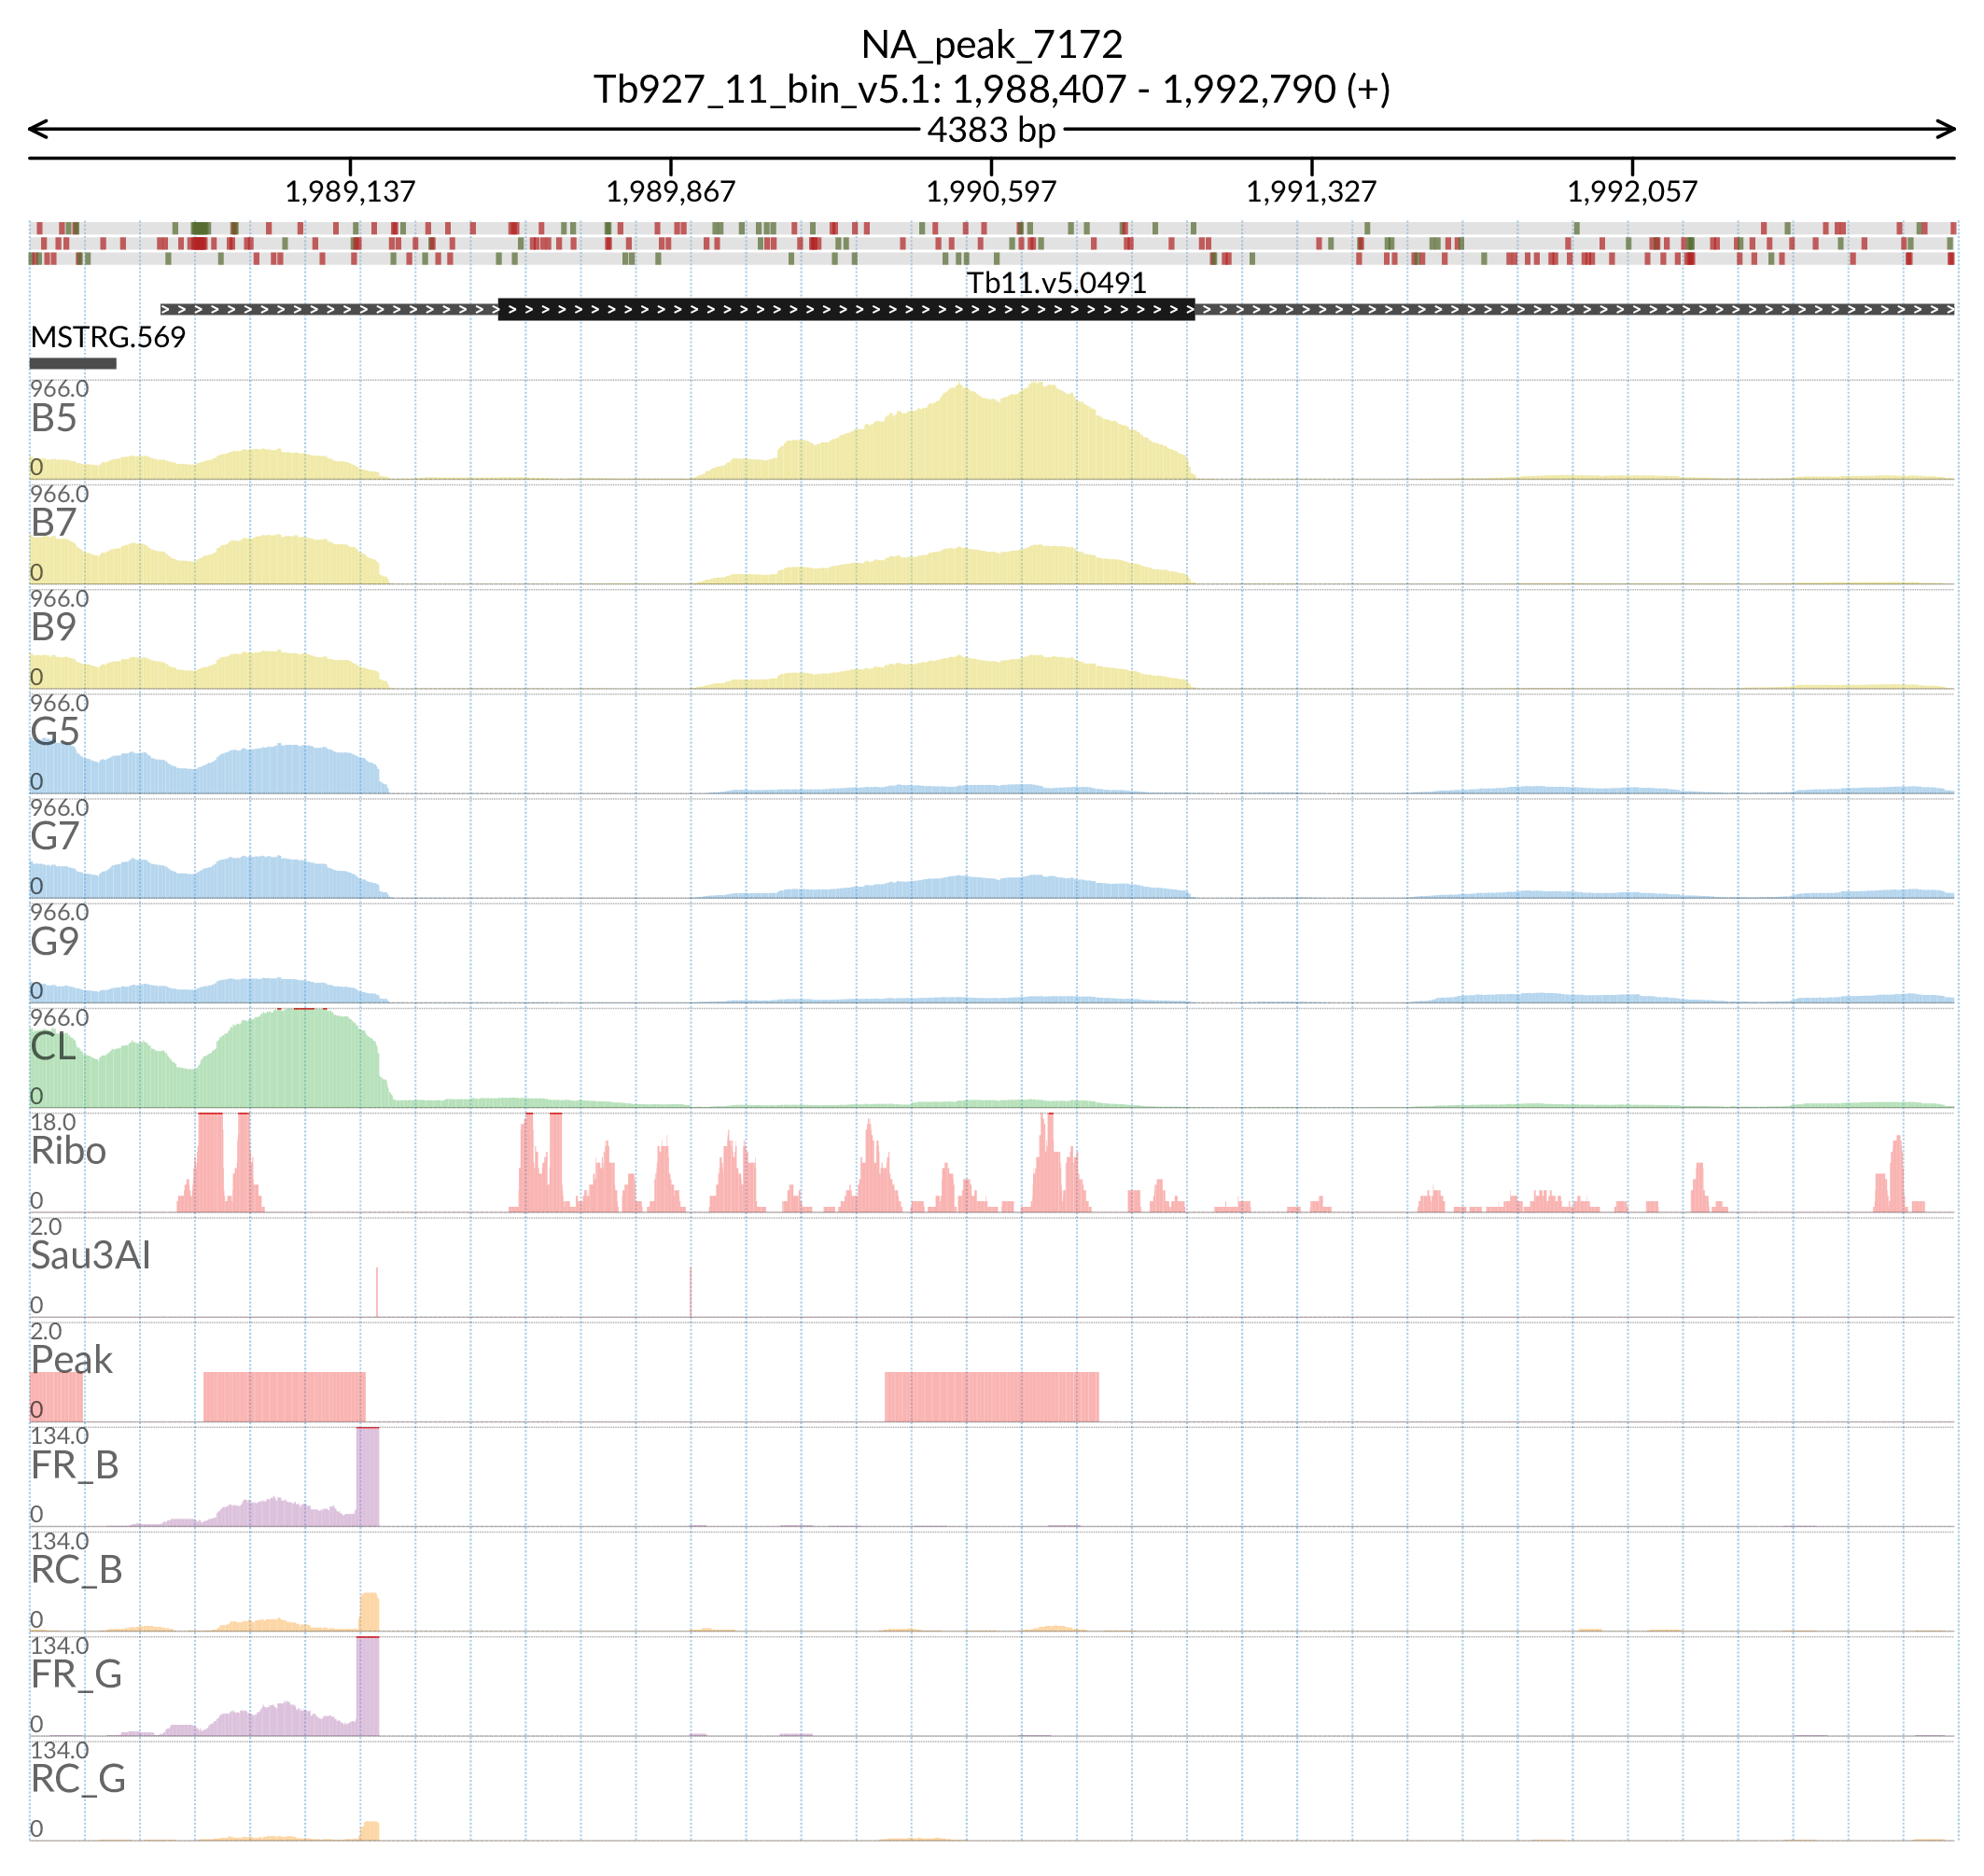 NA_peak_7172
Tb927_11_bin_v5.1: 1,988,407 - 1,992,790 (+)
4383 bp
1,989,137 1,989,867 1,990,597 1,991,327 1,992,057
Tb11.v5.0491
MSTRG.569
966.0
B5
0
966.0
B7
0
966.0
B9
0
966.0
G5
0
966.0
G7
0
966.0
G9
0
966.0
CL
0
18.0
Ribo
0
2.0
Sau3AI
0
2.0
Peak
0
134.0
FR_B
0
134.0
RC_B
0
134.0
FR_G
0
134.0
RC_G
0